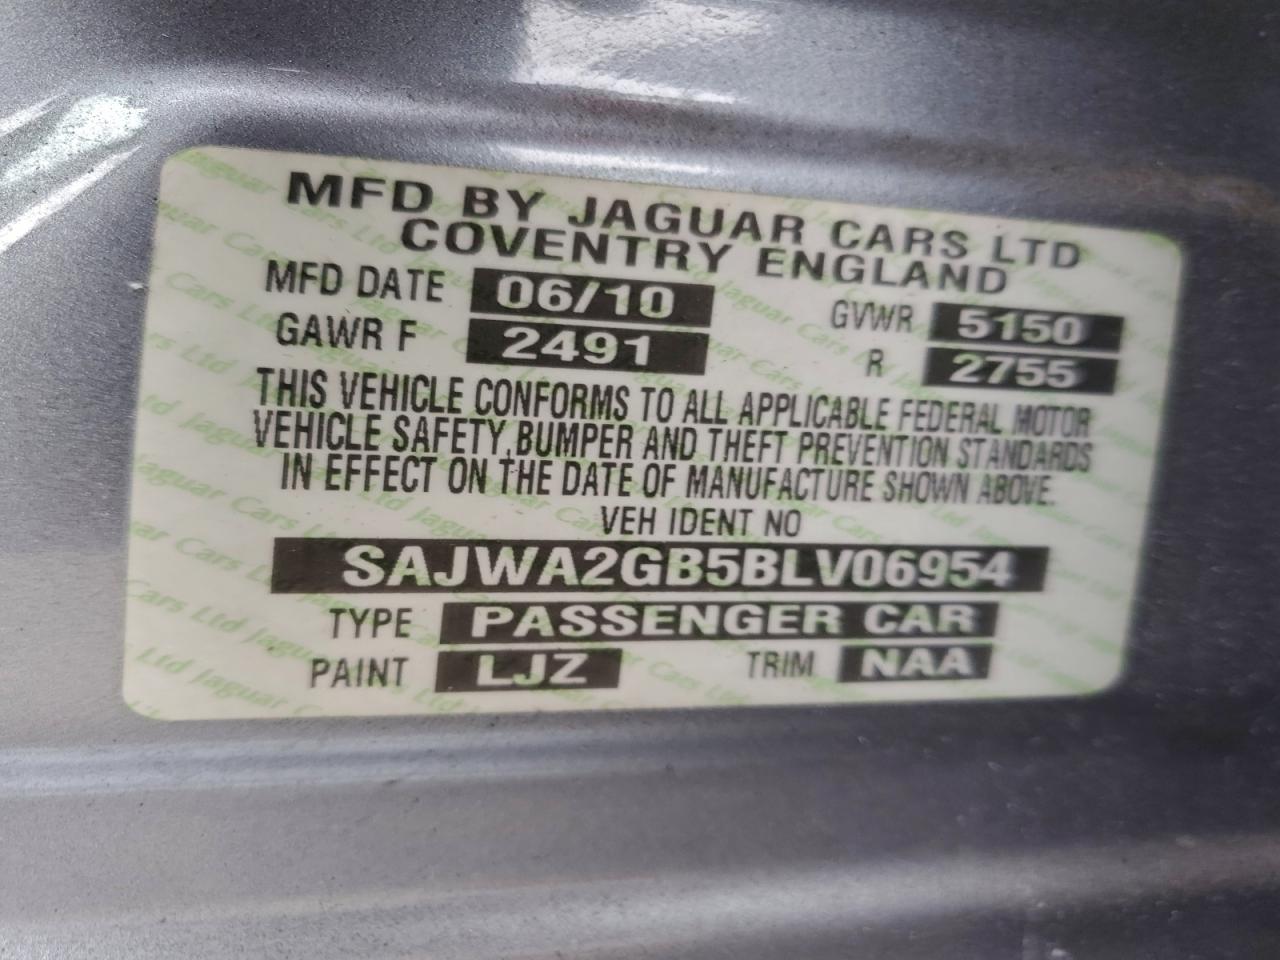 MFD BY JAGUAR CARS LTD
COVENTRY ENGLAND
MFD DATE 06/10 GVWR 5150
GAWR F 2491 R 2755
THIS VEHICLE CONFORMS TO ALL APPLICABLE FEDERAL MOTOR
VEHICLE SAFETY, BUMPER AND THEFT PREVENTION STANDARDS
IN EFFECT ON THE DATE OF MANUFACTURE SHOWN ABOVE.
VEH IDENT NO
SAJWA2GB5BLV06954
TYPE PASSENGER CAR
PAINT LJZ TRIM NAA